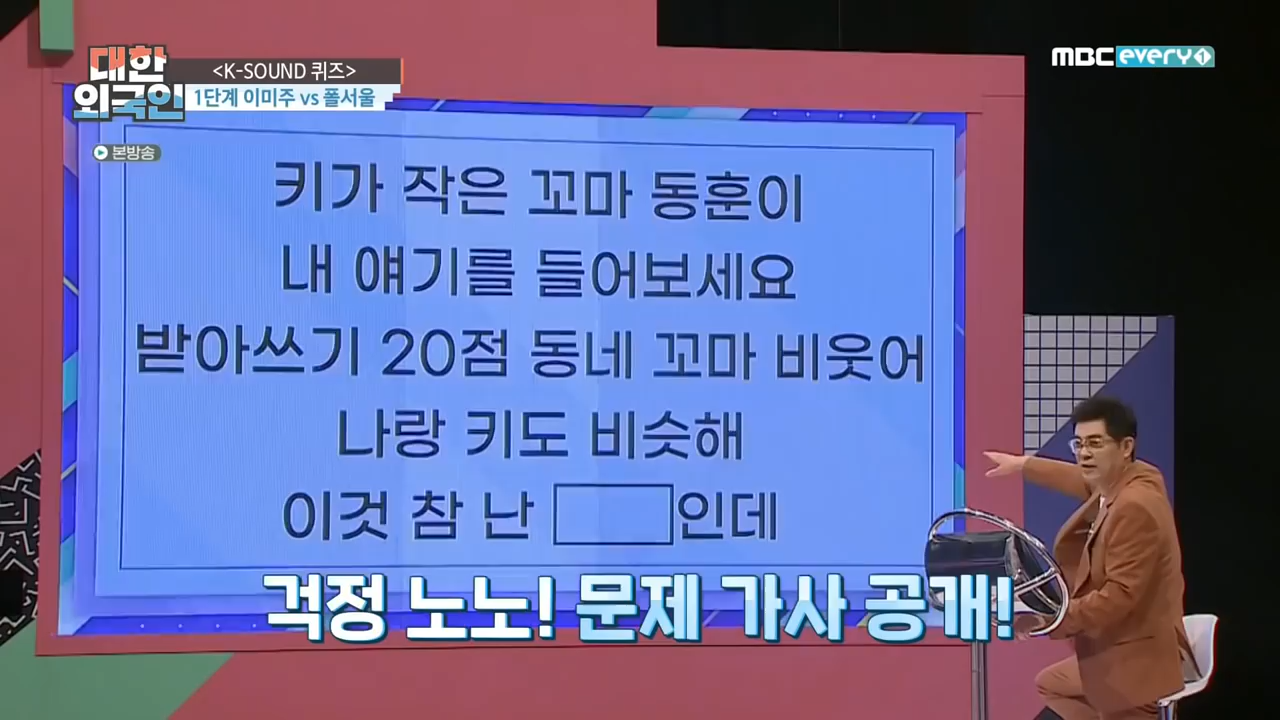 대한외국인
<K-SOUND 퀴즈>
1단계 이미주 vs 폴서울
MBC every1
본방송
키가 작은 꼬마 동훈이
내 얘기를 들어보세요
받아쓰기 20점 동네 꼬마 비웃어
나랑 키도 비슷해
이것 참 난 인데
걱정 노노! 문제 가사 공개!